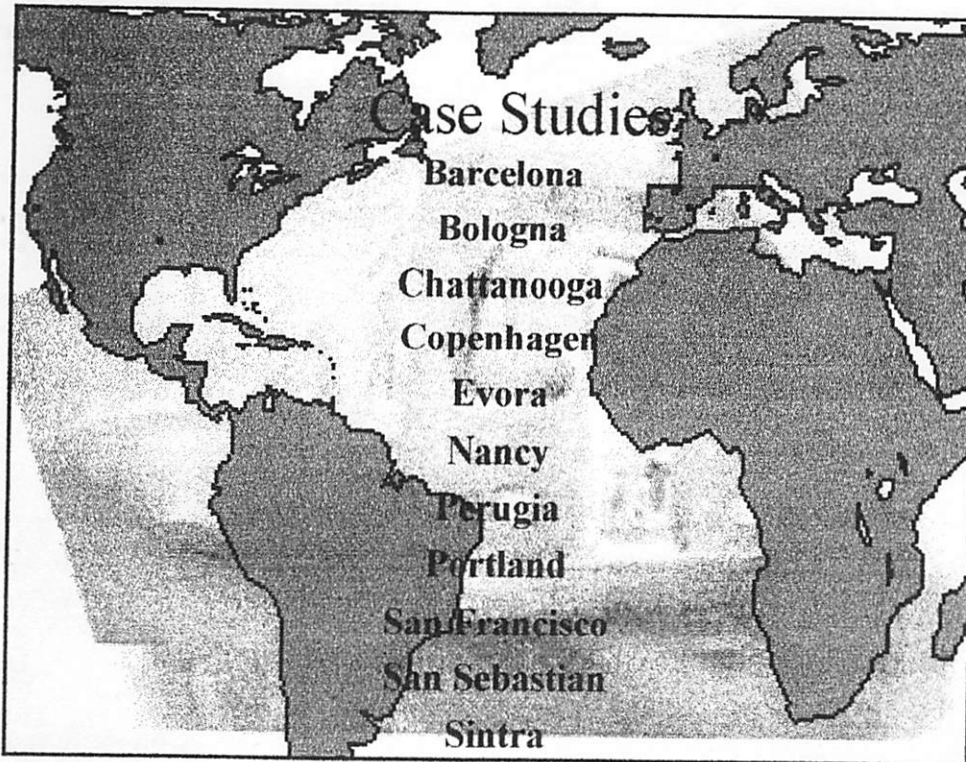 Case Studies
Barcelona
Bologna
Chattanooga
Copenhagen
Evora
Nancy
Perugia
Portland
San Francisco
San Sebastian
Sintra